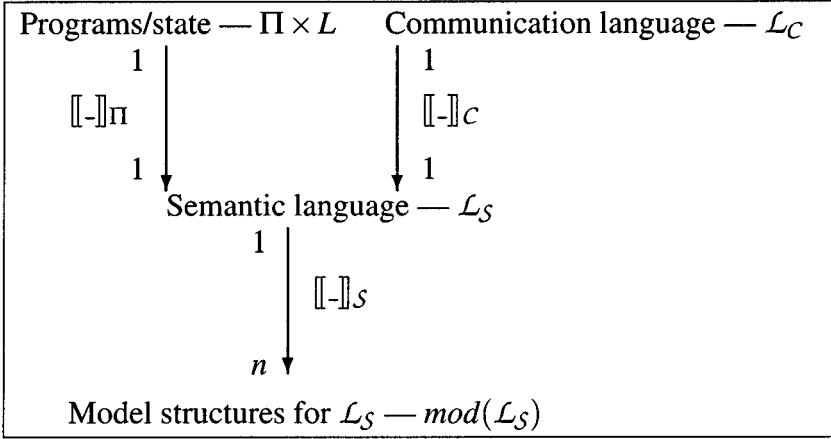 Programs/state — Π × L Communication language — ℒ_C
1 1
⟦-⟧_Π ⟦-⟧_C
1 1
Semantic language — ℒ_S
1
⟦-⟧_S
n
Model structures for ℒ_S — mod(ℒ_S)